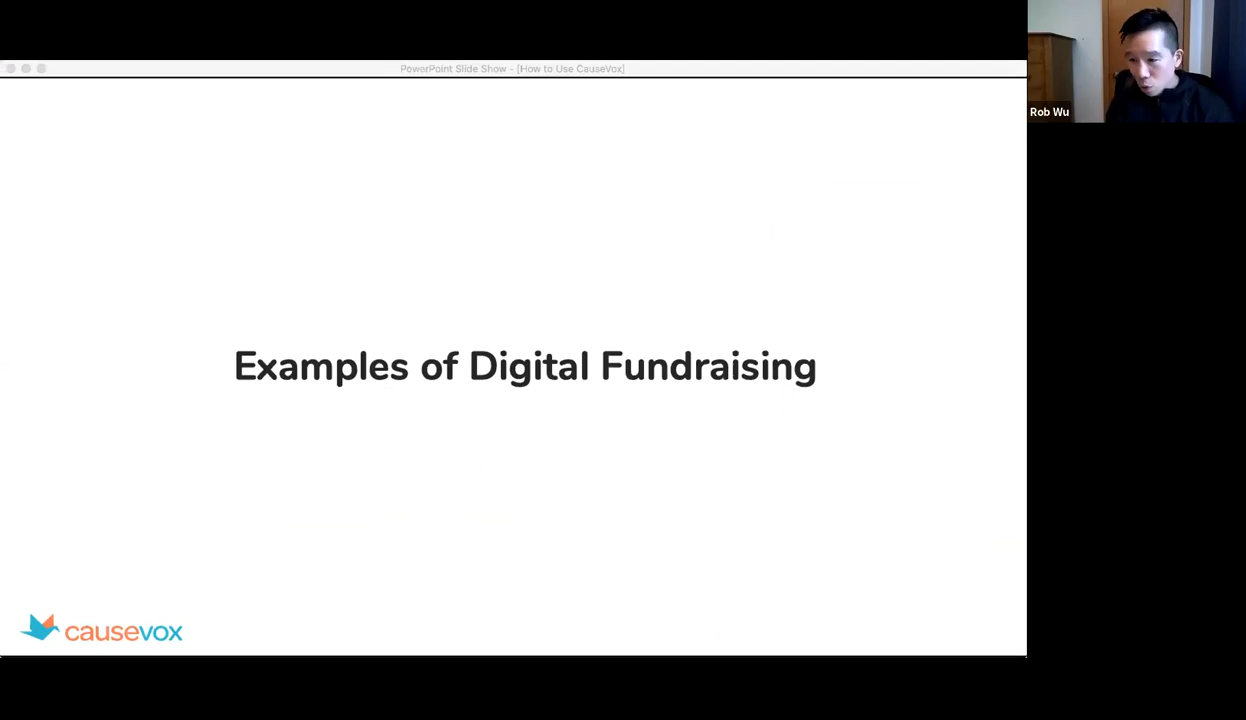 PowerPoint Slide Show - [How to Use CauseVox]
Rob Wu
Examples of Digital Fundraising
causevox